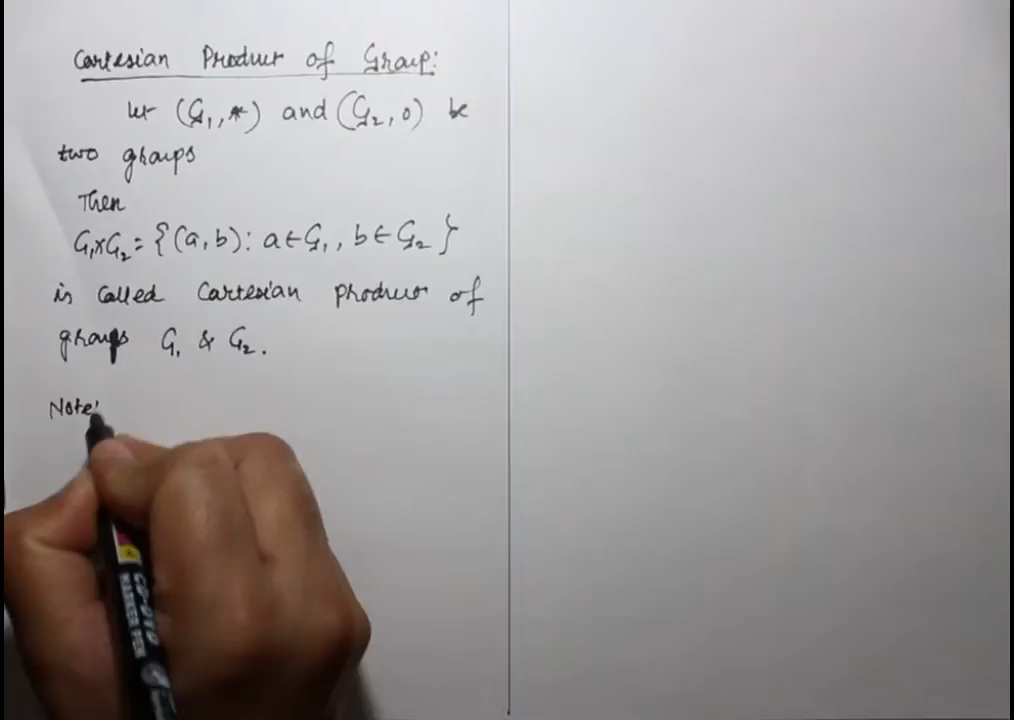 Cartesian Product of Group:
let (G₁,*) and (G₂,o) be
two groups
Then
G₁xG₂ = {(a,b): a∈G₁, b∈G₂}
is called Cartesian product of
groups G₁ & G₂.
Note: